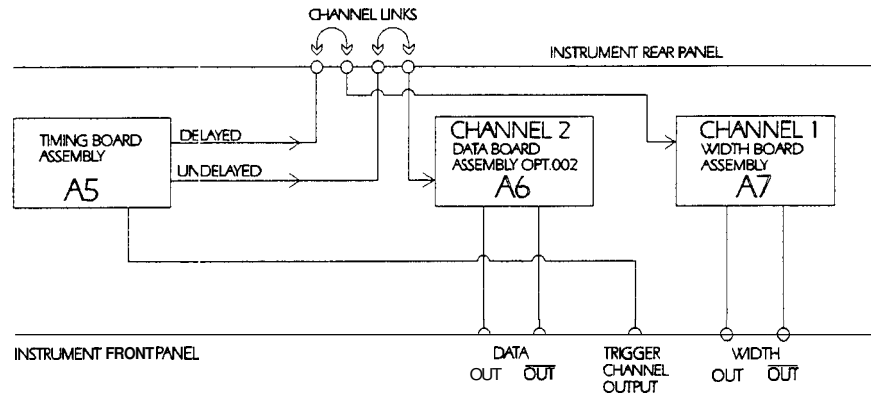 CHANNEL LINKS
INSTRUMENT REAR PANEL
TIMING BOARD
ASSEMBLY
A5
DELAYED
UNDELAYED
CHANNEL 2
DATA BOARD
ASSEMBLY OPT.002
A6
CHANNEL 1
WIDTH BOARD
ASSEMBLY
A7
INSTRUMENT FRONT PANEL
DATA
OUT OUT
TRIGGER
CHANNEL
OUTPUT
WIDTH
OUT OUT